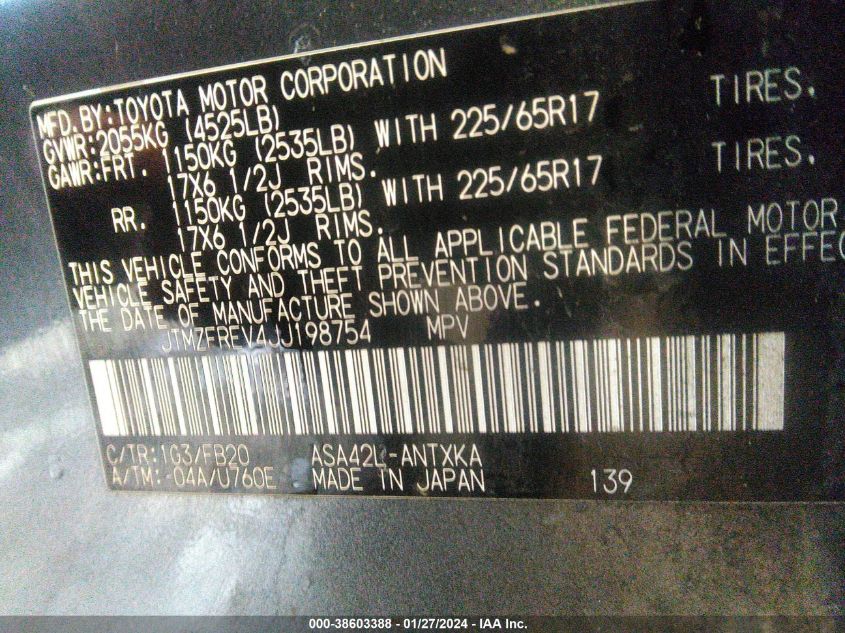 MFD.BY:TOYOTA MOTOR CORPORATION
GVWR:2055KG (4525LB)
GAWR:FRT. 1150KG (2535LB) WITH 225/65R17 TIRES.
17X6 1/2J RIMS.
RR. 1150KG (2535LB) WITH 225/65R17 TIRES.
17X6 1/2J RIMS.
THIS VEHICLE CONFORMS TO ALL APPLICABLE FEDERAL MOTOR
VEHICLE SAFETY AND THEFT PREVENTION STANDARDS IN EFFEC
THE DATE OF MANUFACTURE SHOWN ABOVE.
JTMZFREV4JJ198754 MPV
C/TR:1G3/FB20 ASA42L-ANTXKA
A/TM:-04A/U760E MADE IN JAPAN 139
000-38603388 - 01/27/2024 - IAA Inc.